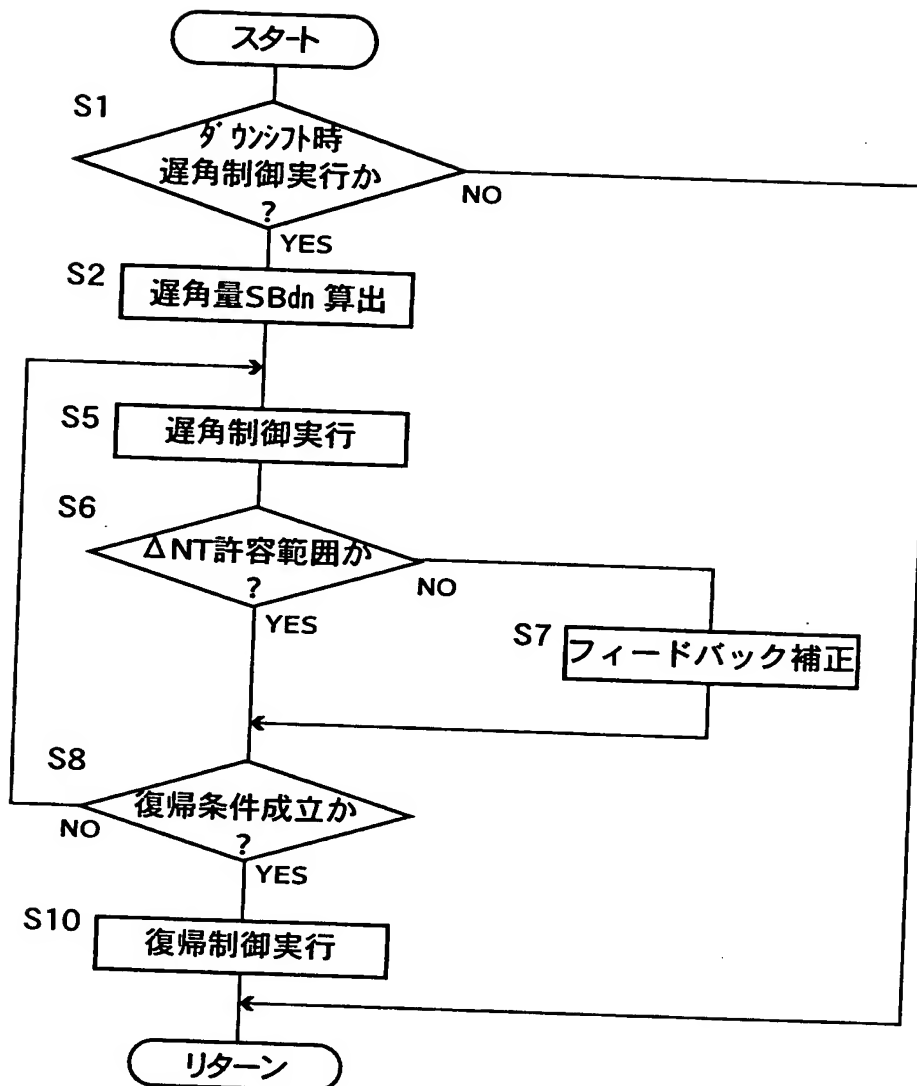 スタート
S1
ダウンシフト時
遅角制御実行か
?
NO
YES
S2
遅角量SBdn 算出
S5
遅角制御実行
S6
ΔNT許容範囲か
?
NO
YES
S7
フィードバック補正
S8
復帰条件成立か
?
NO
YES
S10
復帰制御実行
リターン